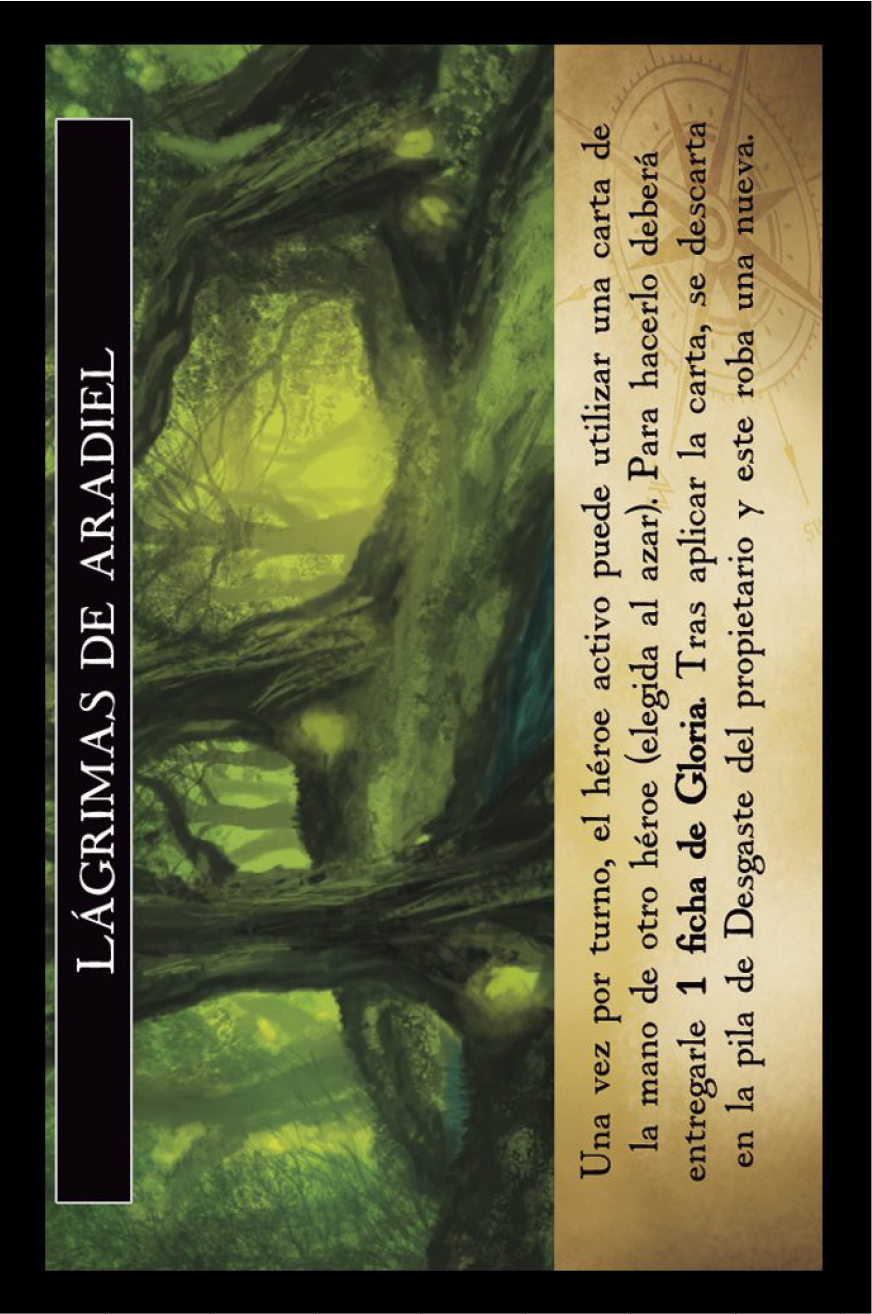 LÁGRIMAS DE ARADIEL
Una vez por turno, el héroe activo puede utilizar una carta de
la mano de otro héroe (elegida al azar). Para hacerlo deberá
entregarle 1 ficha de Gloria. Tras aplicar la carta, se descarta
en la pila de Desgaste del propietario y este roba una nueva.